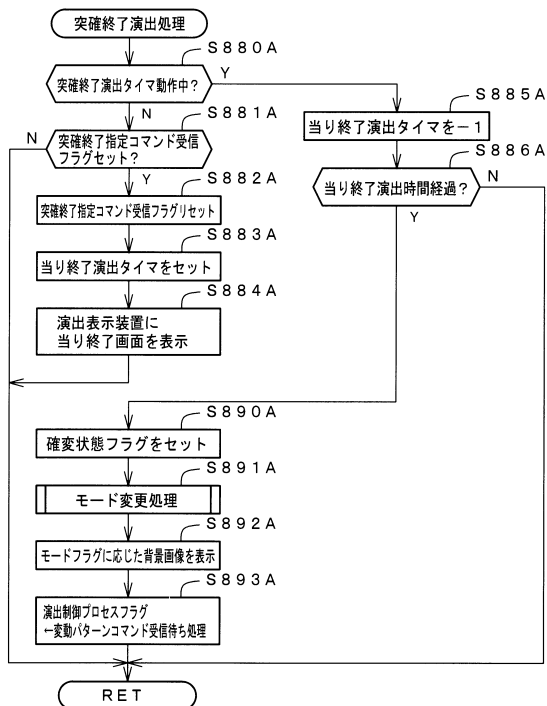 突確終了演出処理
S880A
突確終了演出タイマ動作中?
Y
N
S881A
突確終了指定コマンド受信
フラグセット?
N
Y
S882A
突確終了指定コマンド受信フラグリセット
S883A
当り終了演出タイマをセット
S884A
演出表示装置に
当り終了画面を表示
S885A
当り終了演出タイマを−1
S886A
当り終了演出時間経過?
N
Y
S890A
確変状態フラグをセット
S891A
モード変更処理
S892A
モードフラグに応じた背景画像を表示
S893A
演出制御プロセスフラグ
←変動パターンコマンド受信待ち処理
RET